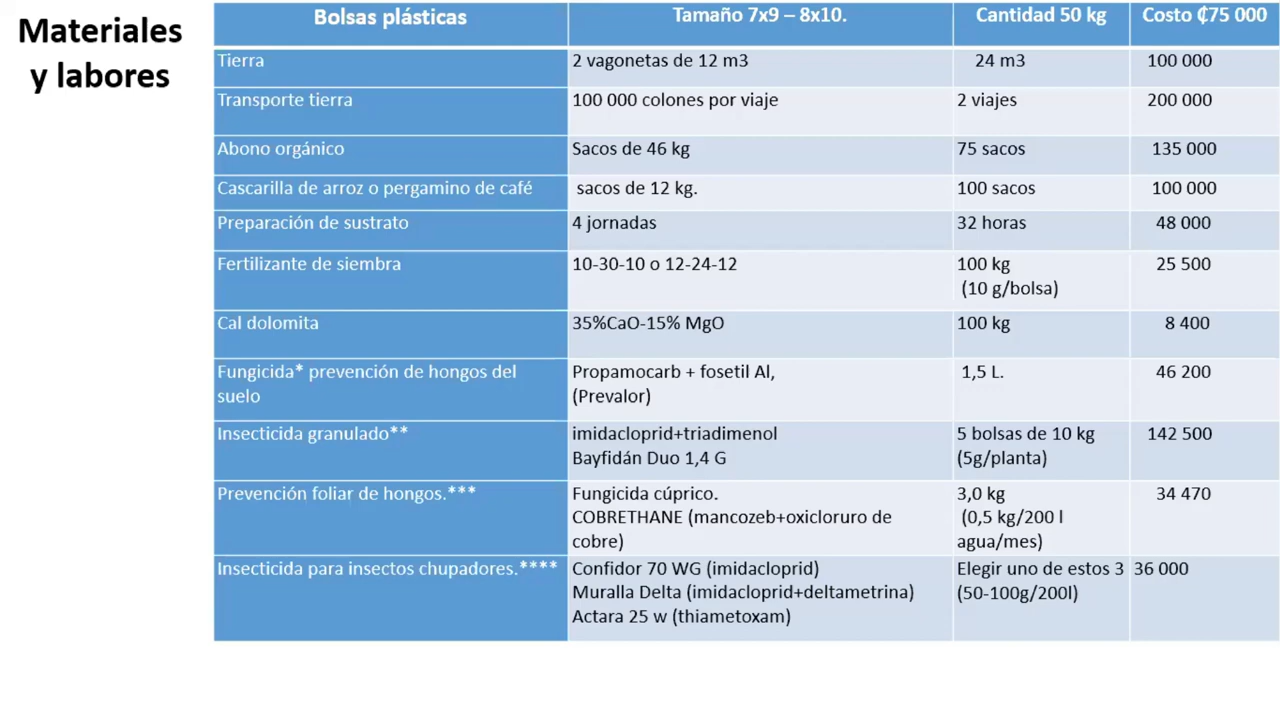 Materiales
y labores
Bolsas plásticas Tamaño 7x9 – 8x10. Cantidad 50 kg Costo ₡75 000
Tierra 2 vagonetas de 12 m3 24 m3 100 000
Transporte tierra 100 000 colones por viaje 2 viajes 200 000
Abono orgánico Sacos de 46 kg 75 sacos 135 000
Cascarilla de arroz o pergamino de café sacos de 12 kg. 100 sacos 100 000
Preparación de sustrato 4 jornadas 32 horas 48 000
Fertilizante de siembra 10-30-10 o 12-24-12 100 kg 25 500
(10 g/bolsa)
Cal dolomita 35%CaO-15% MgO 100 kg 8 400
Fungicida* prevención de hongos del Propamocarb + fosetil Al, 1,5 L. 46 200
suelo (Prevalor)
Insecticida granulado** imidacloprid+triadimenol 5 bolsas de 10 kg 142 500
Bayfidán Duo 1,4 G (5g/planta)
Prevención foliar de hongos.*** Fungicida cúprico. 3,0 kg 34 470
COBRETHANE (mancozeb+oxicloruro de (0,5 kg/200 l
cobre) agua/mes)
Insecticida para insectos chupadores.**** Confidor 70 WG (imidacloprid) Elegir uno de estos 3 36 000
Muralla Delta (imidacloprid+deltametrina) (50-100g/200l)
Actara 25 w (thiametoxam)